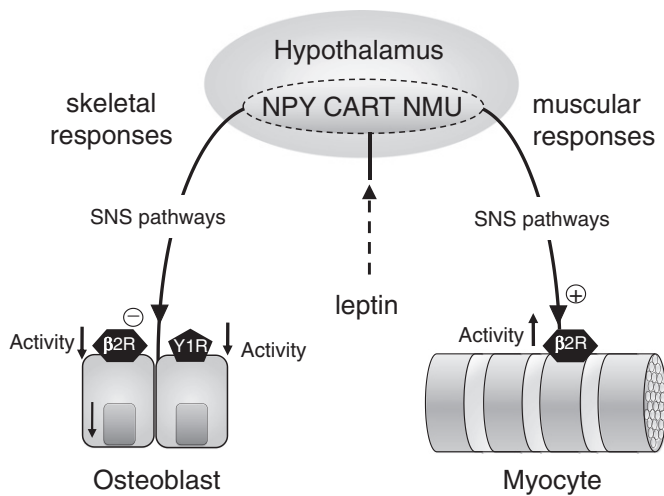 Hypothalamus
NPY CART NMU
skeletal
responses
muscular
responses
SNS pathways
SNS pathways
leptin
−
+
Activity
β2R
Y1R
Activity
Activity
β2R
Osteoblast
Myocyte